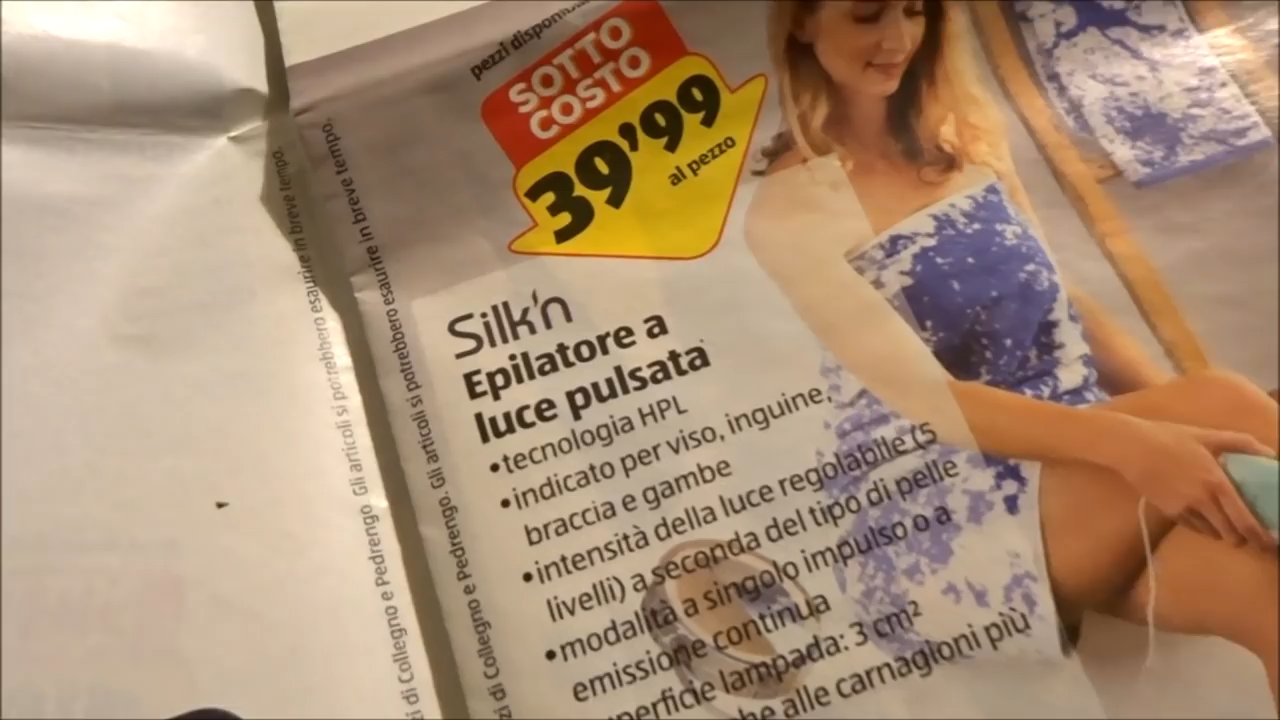 pezzi
SOTTO
COSTO
39'99
al pezzo
Silk'n
Epilatore a
luce pulsata
•tecnologia HPL
•indicato per viso, inguine,
braccia e gambe
•intensità della luce regolabile (5
livelli) a seconda del tipo di pelle
•modalità a singolo impulso o a
emissione continua
lampada: 3 cm²
alle carnagioni più
di Collegno e Pedrengo. Gli articoli si potrebbero esaurire in breve tempo.
di Collegno e Pedrengo. Gli articoli si potrebbero esaurire in breve tempo.